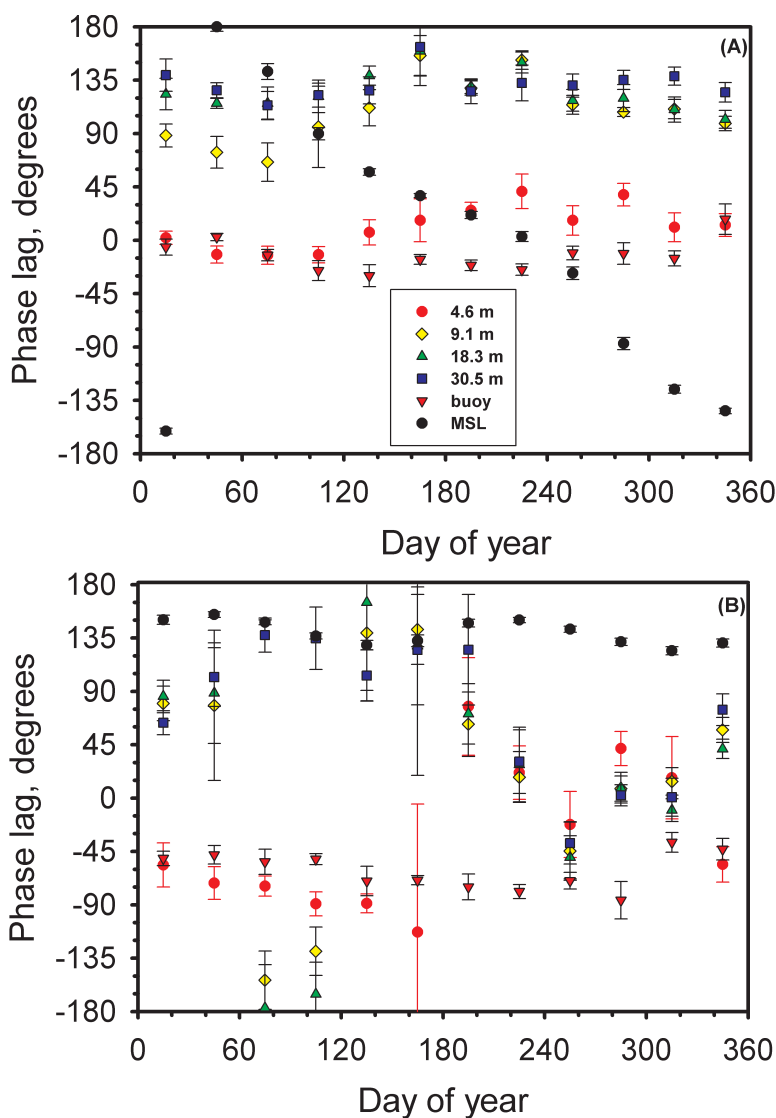 (A)
Phase lag, degrees
180
135
90
45
0
-45
-90
-135
-180
4.6 m
9.1 m
18.3 m
30.5 m
buoy
MSL
0 60 120 180 240 300 360
Day of year
(B)
Phase lag, degrees
180
135
90
45
0
-45
-90
-135
-180
0 60 120 180 240 300 360
Day of year